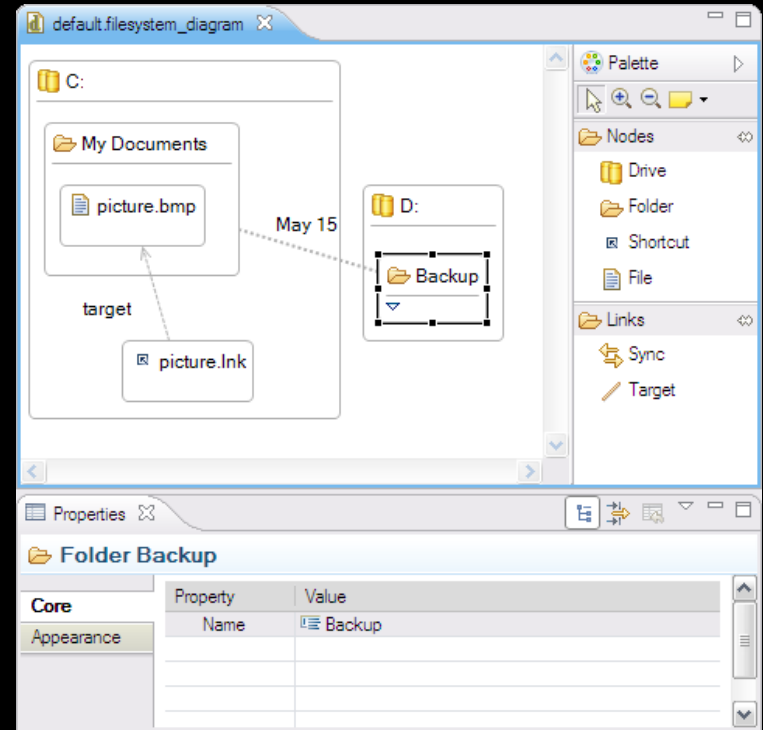 default.filesystem_diagram
C:
My Documents
picture.bmp
May 15
target
picture.lnk
D:
Backup
Palette
Nodes
Drive
Folder
Shortcut
File
Links
Sync
Target
Properties
Folder Backup
Core
Appearance
Property Value
Name Backup